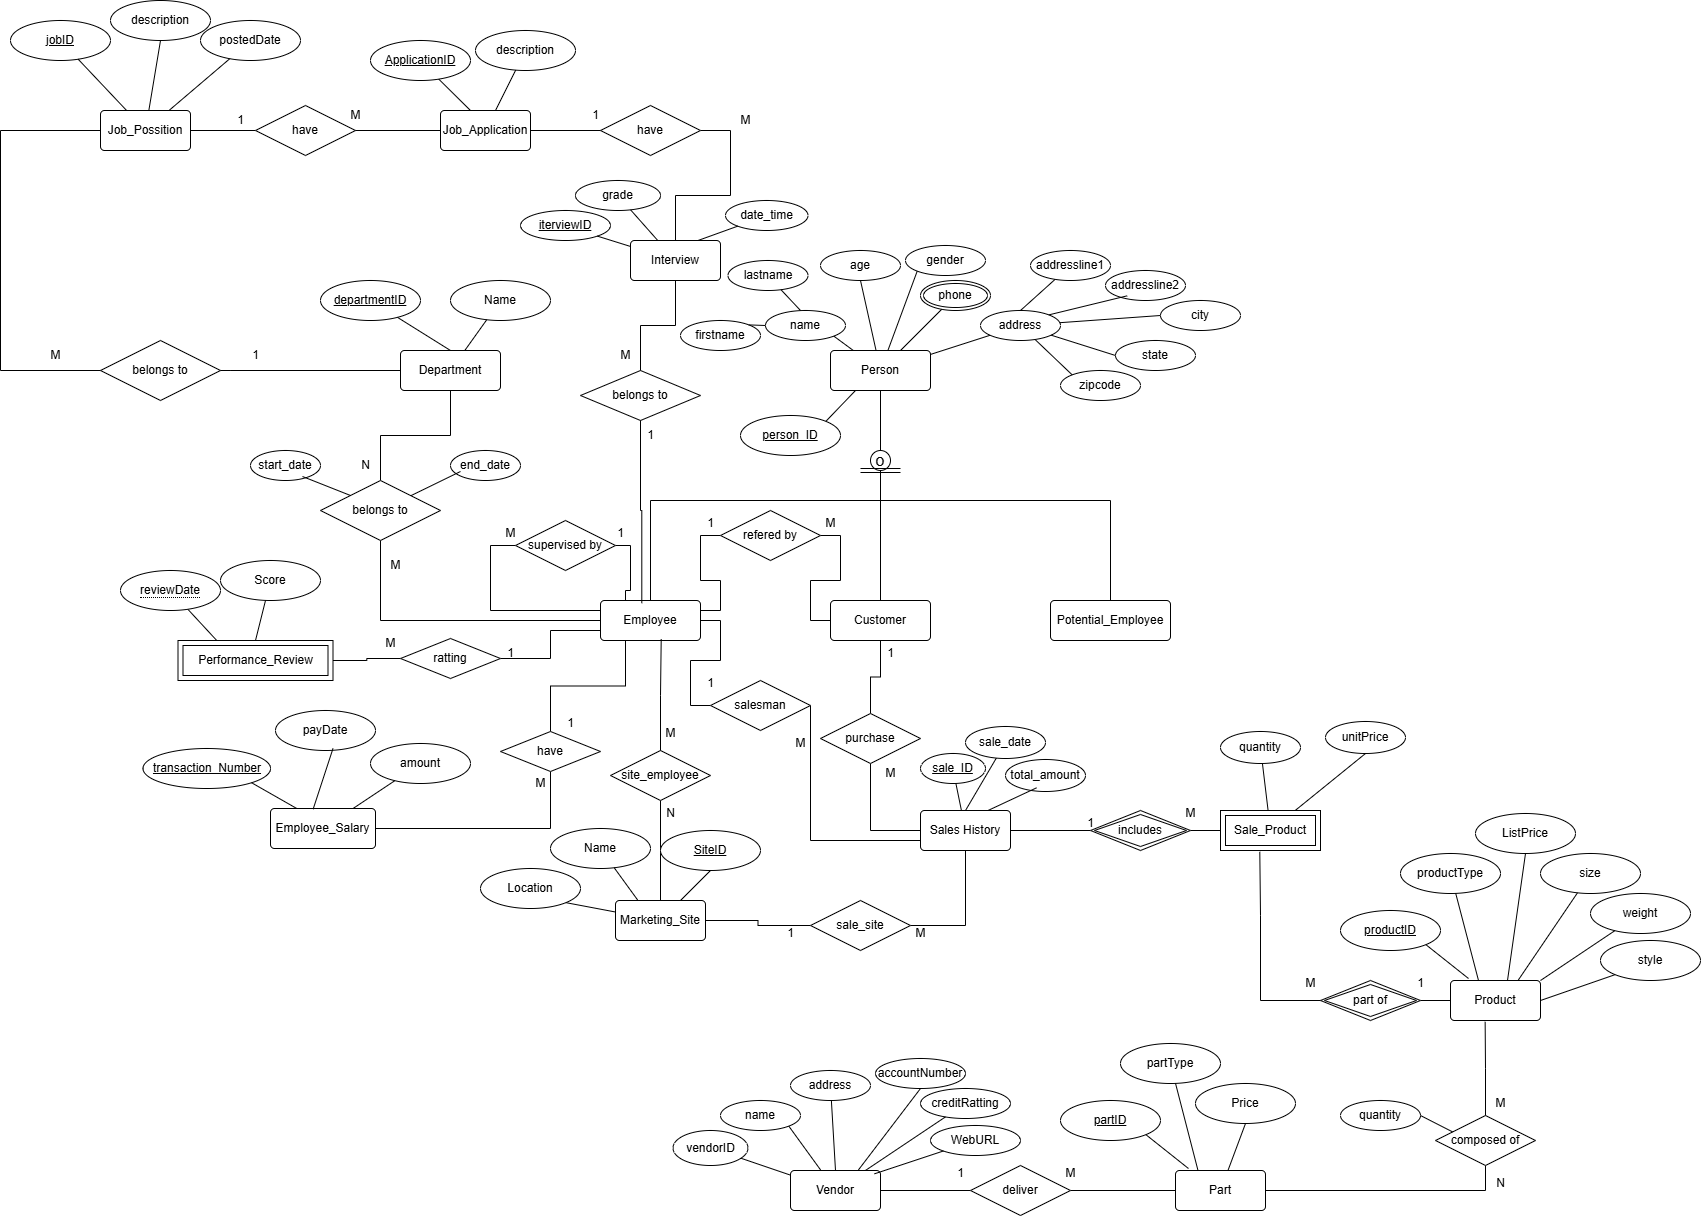 description
jobID
postedDate
ApplicationID
description
Job_Possition
1
have
M
Job_Application
1
have
M
grade
iterviewID
date_time
Interview
lastname
age
gender
phone
addressline1
addressline2
city
firstname
name
address
state
zipcode
Person
person_ID
departmentID
Name
M
belongs to
1
Department
M
belongs to
1
O
start_date
N
end_date
belongs to
M
M
supervised by
1
1
refered by
M
reviewDate
Score
Employee
Customer
Potential_Employee
Performance_Review
M
ratting
1
1
salesman
M
1
purchase
M
payDate
transaction_Number
amount
1
have
M
Employee_Salary
M
site_employee
N
sale_date
sale_ID
total_amount
Sales History
1
includes
M
quantity
unitPrice
Sale_Product
Name
SiteID
Location
Marketing_Site
1
sale_site
M
ListPrice
productType
size
productID
weight
style
M
part of
1
Product
M
quantity
composed of
N
partType
partID
Price
accountNumber
address
creditRatting
name
WebURL
vendorID
Vendor
1
deliver
M
Part